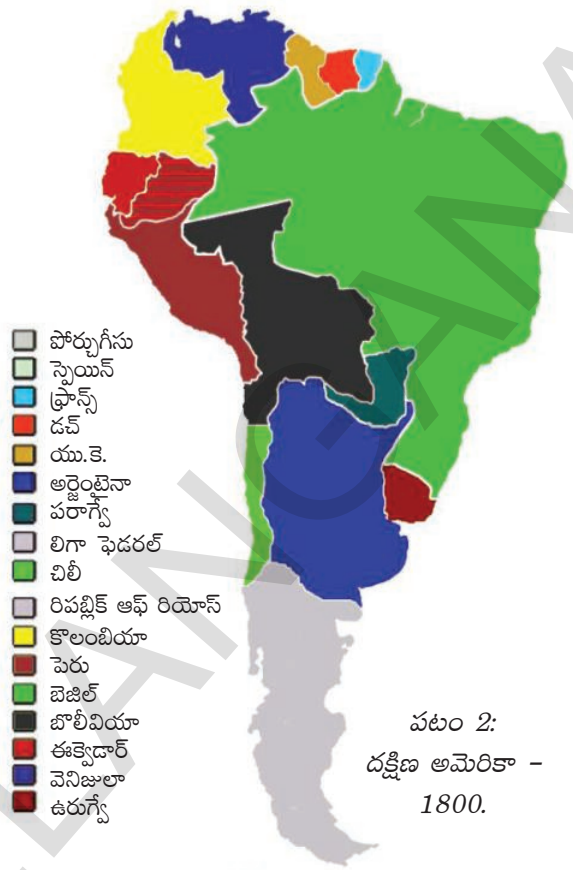 పోర్చుగీసు
స్పెయిన్
ఫ్రాన్స్
డచ్
యు.కె.
అర్జెంటైనా
పరాగ్వే
లిగా ఫెడరల్
చిలీ
రిపబ్లిక్ ఆఫ్ రియోస్
కొలంబియా
పెరు
బెజిల్
బొలీవియా
ఈక్వెడార్
వెనిజులా
ఉరుగ్వే
పటం 2:
దక్షిణ అమెరికా –
1800.